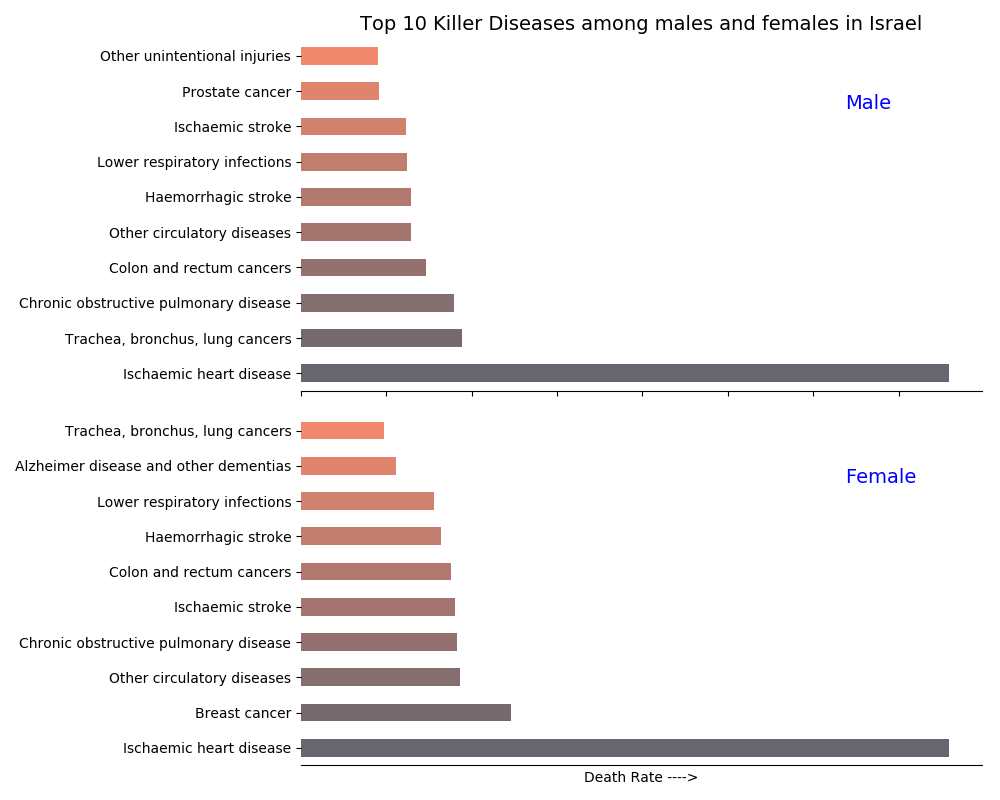 Top 10 Killer Diseases among males and females in Israel
Other unintentional injuries
Prostate cancer
Male
Ischaemic stroke
Lower respiratory infections
Haemorrhagic stroke
Other circulatory diseases
Colon and rectum cancers
Chronic obstructive pulmonary disease
Trachea, bronchus, lung cancers
Ischaemic heart disease
Trachea, bronchus, lung cancers
Alzheimer disease and other dementias
Female
Lower respiratory infections
Haemorrhagic stroke
Colon and rectum cancers
Ischaemic stroke
Chronic obstructive pulmonary disease
Other circulatory diseases
Breast cancer
Ischaemic heart disease
Death Rate ---->